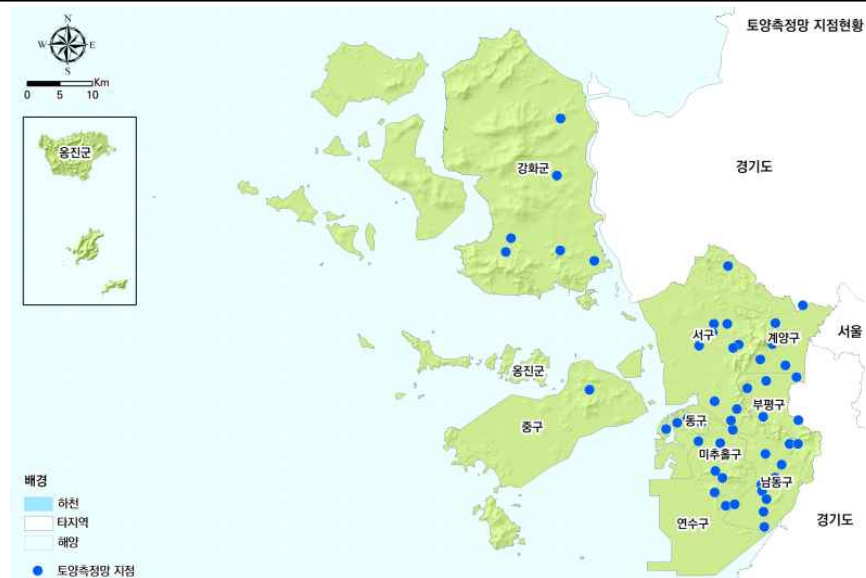 토양측정망 지점현황
N
W E
S
Km
0 5 10
옹진군
강화군
경기도
서울
서구
계양구
옹진군
중구
동구
부평구
미추홀구
남동구
연수구
경기도
배경
하천
타지역
해양
토양측정망 지점